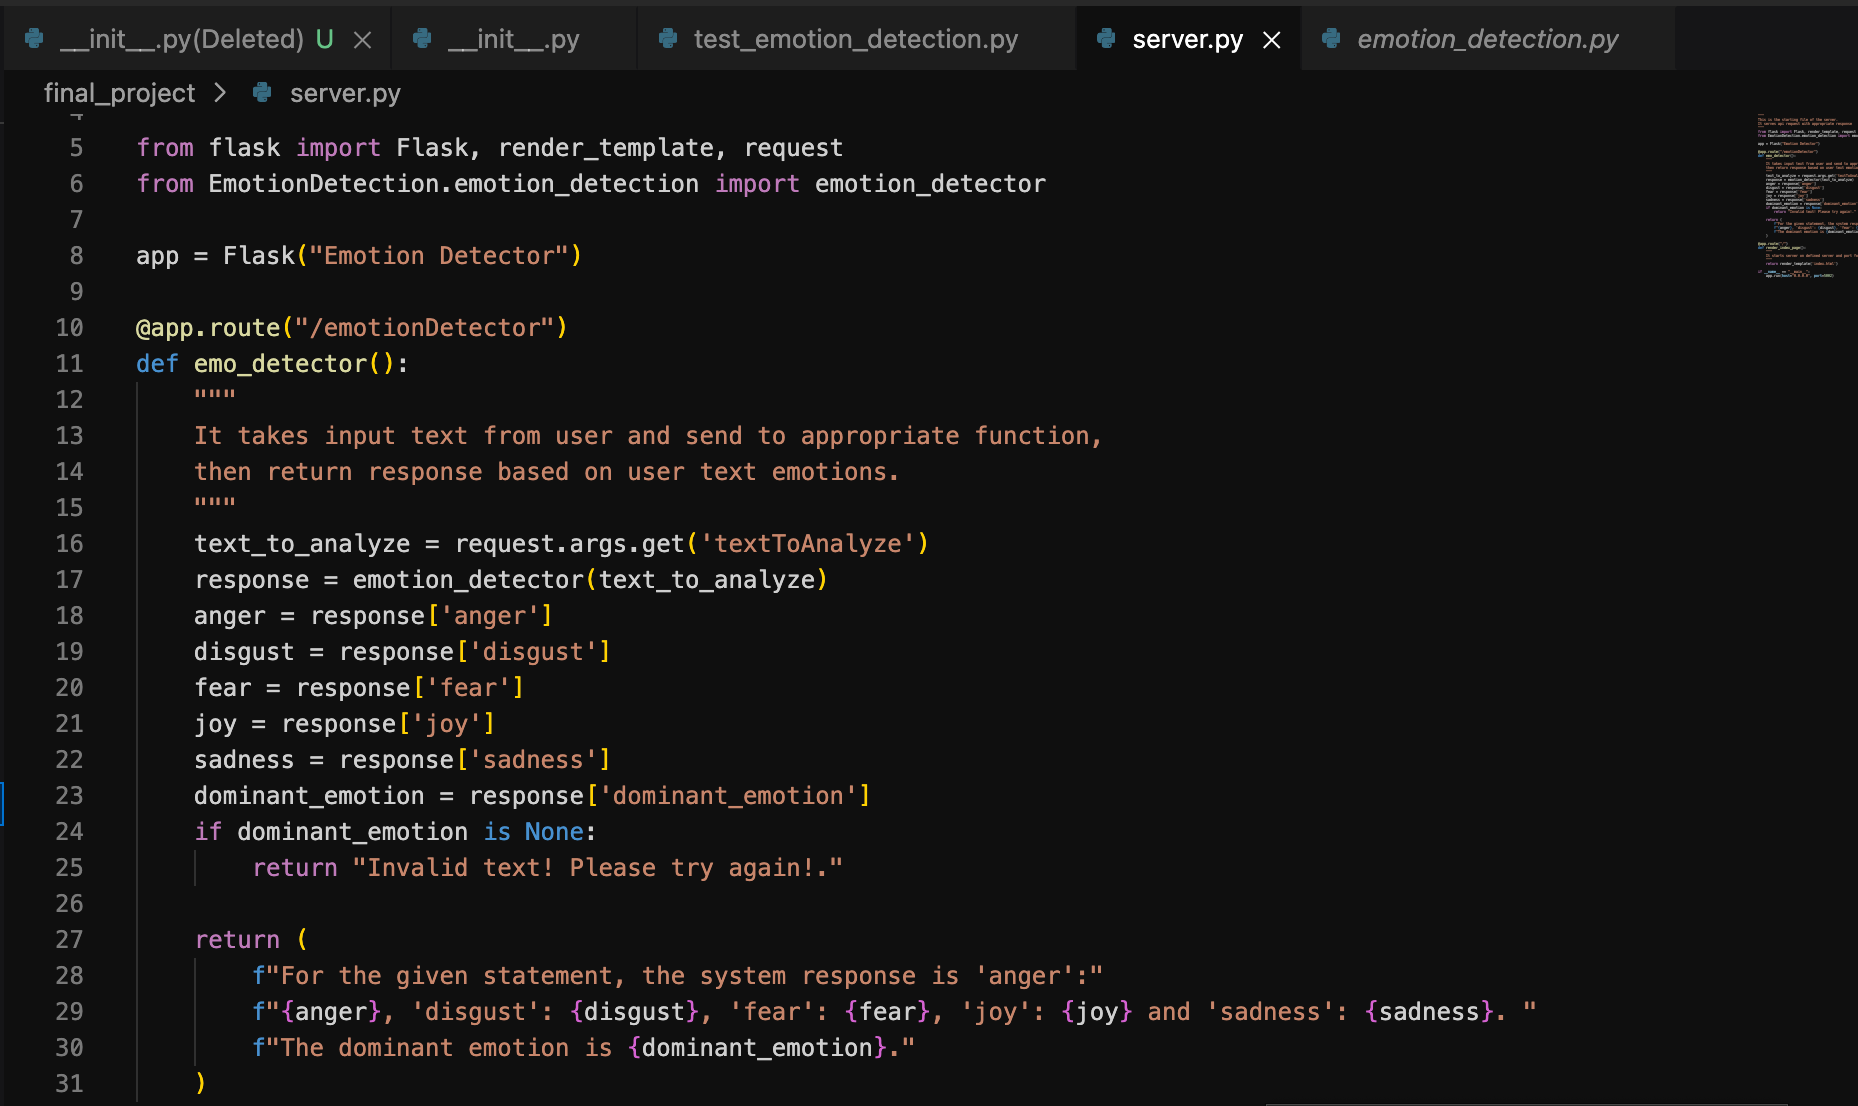 __init__.py(Deleted) U
__init__.py
test_emotion_detection.py
server.py
emotion_detection.py
final_project > server.py
4
5 from flask import Flask, render_template, request
6 from EmotionDetection.emotion_detection import emotion_detector
7
8 app = Flask("Emotion Detector")
9
10 @app.route("/emotionDetector")
11 def emo_detector():
12     """
13     It takes input text from user and send to appropriate function,
14     then return response based on user text emotions.
15     """
16     text_to_analyze = request.args.get('textToAnalyze')
17     response = emotion_detector(text_to_analyze)
18     anger = response['anger']
19     disgust = response['disgust']
20     fear = response['fear']
21     joy = response['joy']
22     sadness = response['sadness']
23     dominant_emotion = response['dominant_emotion']
24     if dominant_emotion is None:
25         return "Invalid text! Please try again!."
26
27     return (
28         f"For the given statement, the system response is 'anger':"
29         f"{anger}, 'disgust': {disgust}, 'fear': {fear}, 'joy': {joy} and 'sadness': {sadness}. "
30         f"The dominant emotion is {dominant_emotion}."
31     )